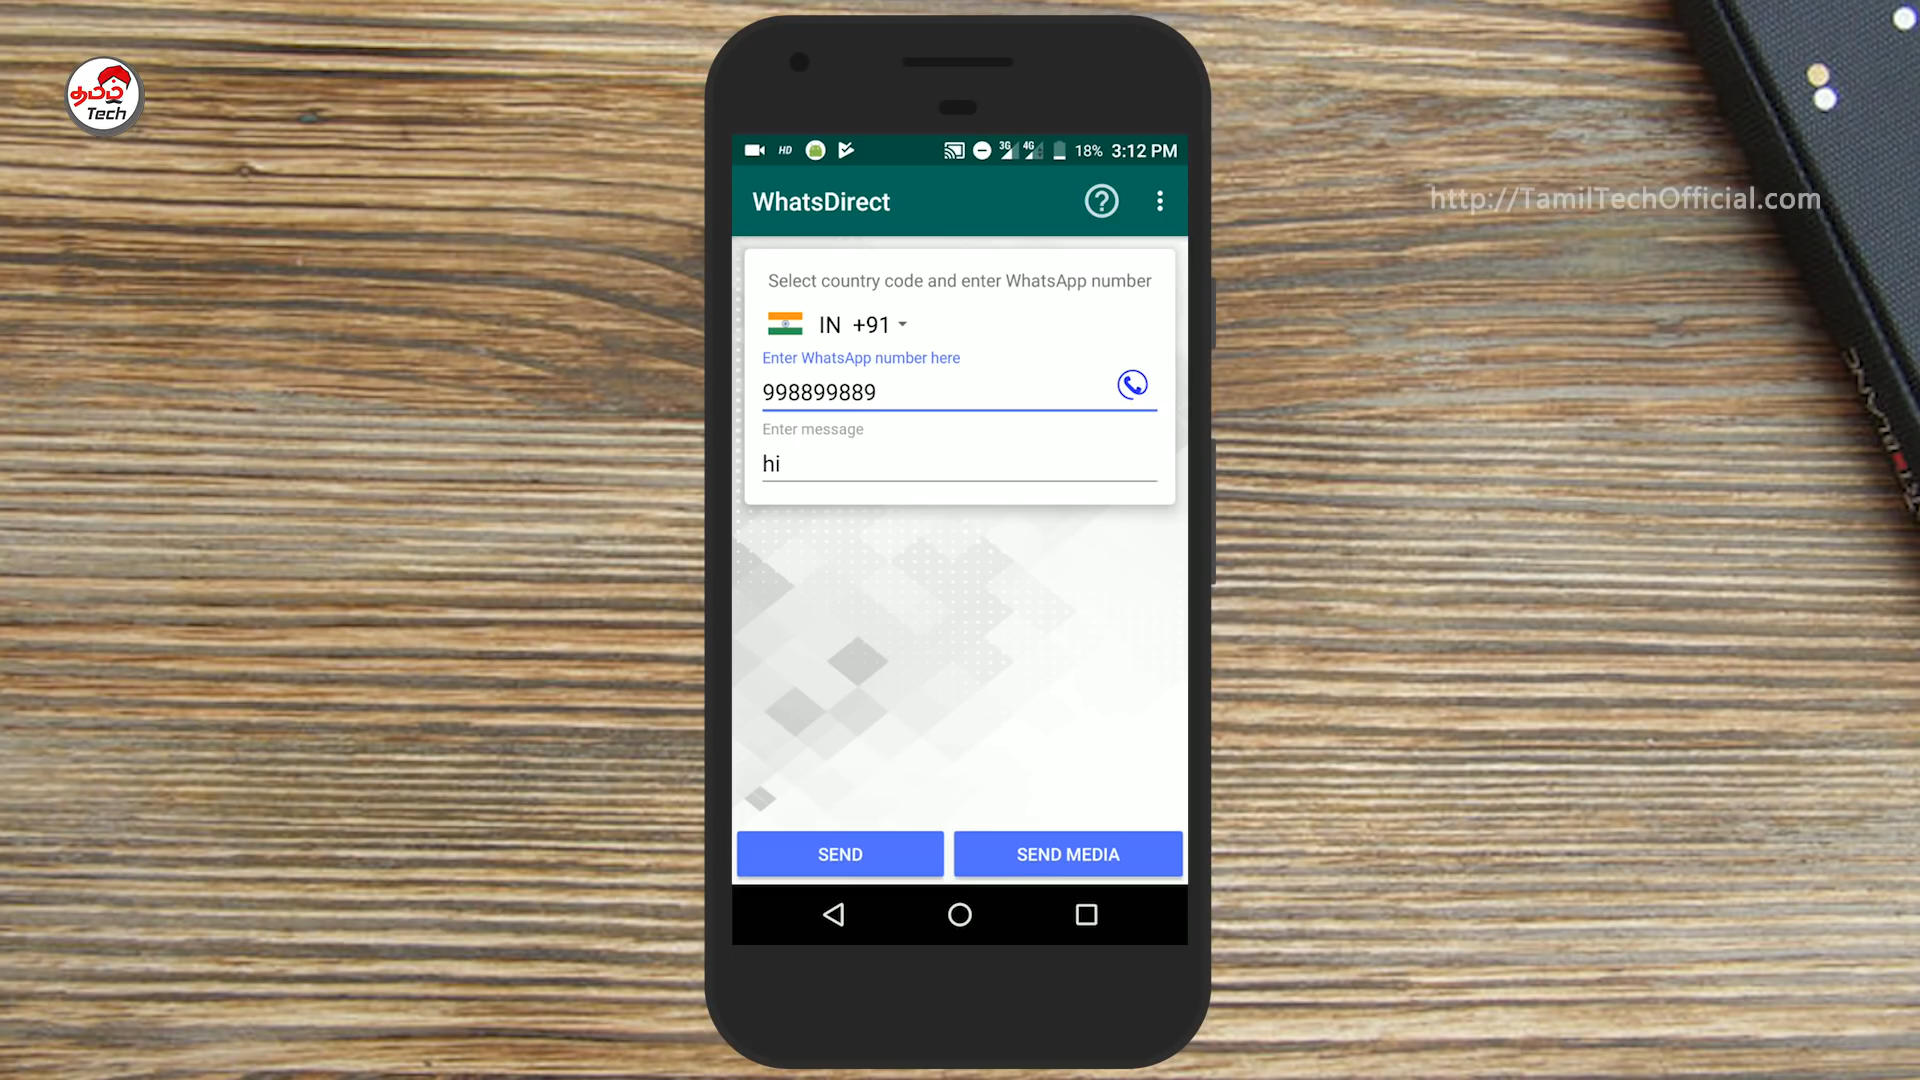 தமிழ்
Tech
HD
3G
4G
18%
3:12 PM
WhatsDirect
http://TamilTechOfficial.com
Select country code and enter WhatsApp number
IN +91
Enter WhatsApp number here
998899889
Enter message
hi
SEND
SEND MEDIA